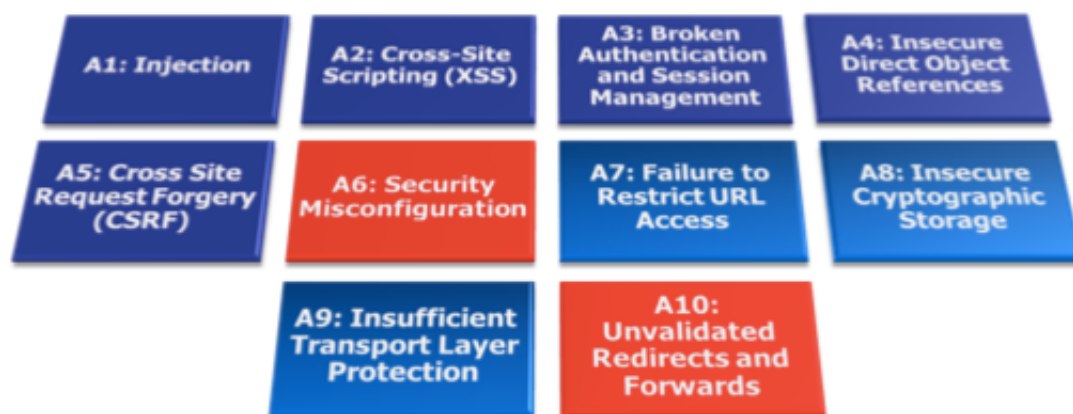 A1: Injection
A2: Cross-Site
Scripting (XSS)
A3: Broken
Authentication
and Session
Management
A4: Insecure
Direct Object
References
A5: Cross Site
Request Forgery
(CSRF)
A6: Security
Misconfiguration
A7: Failure to
Restrict URL
Access
A8: Insecure
Cryptographic
Storage
A9: Insufficient
Transport Layer
Protection
A10:
Unvalidated
Redirects and
Forwards